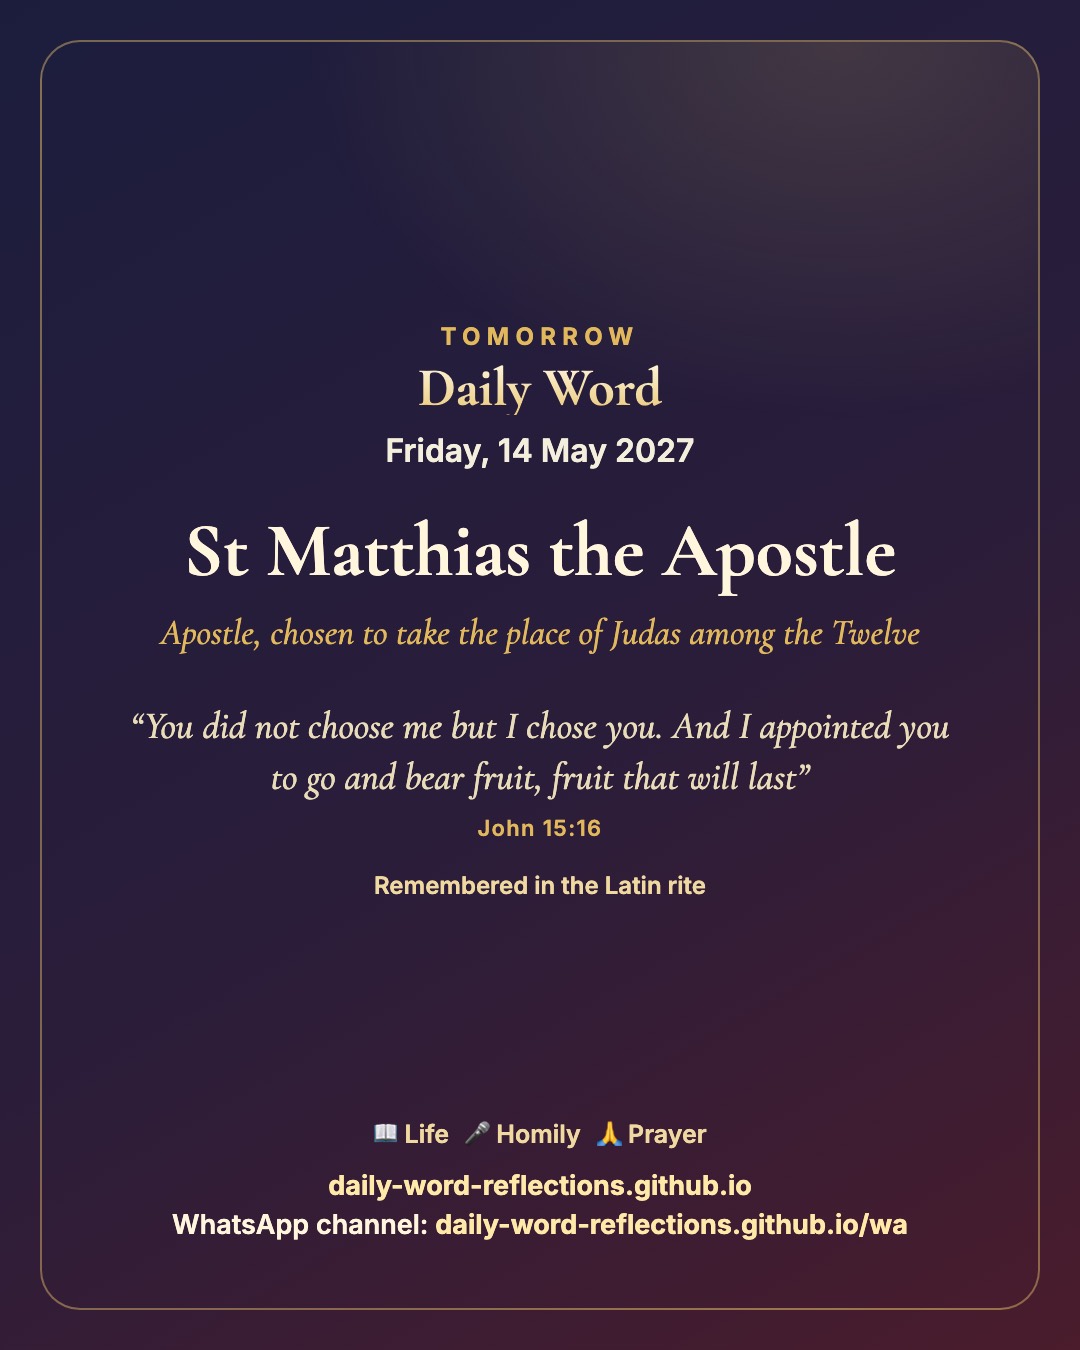 TOMORROW
Daily Word
Friday, 14 May 2027
St Matthias the Apostle
Apostle, chosen to take the place of Judas among the Twelve
“You did not choose me but I chose you. And I appointed you
to go and bear fruit, fruit that will last”
John 15:16
Remembered in the Latin rite
📖 Life 🎤 Homily 🙏 Prayer
daily-word-reflections.github.io
WhatsApp channel: daily-word-reflections.github.io/wa